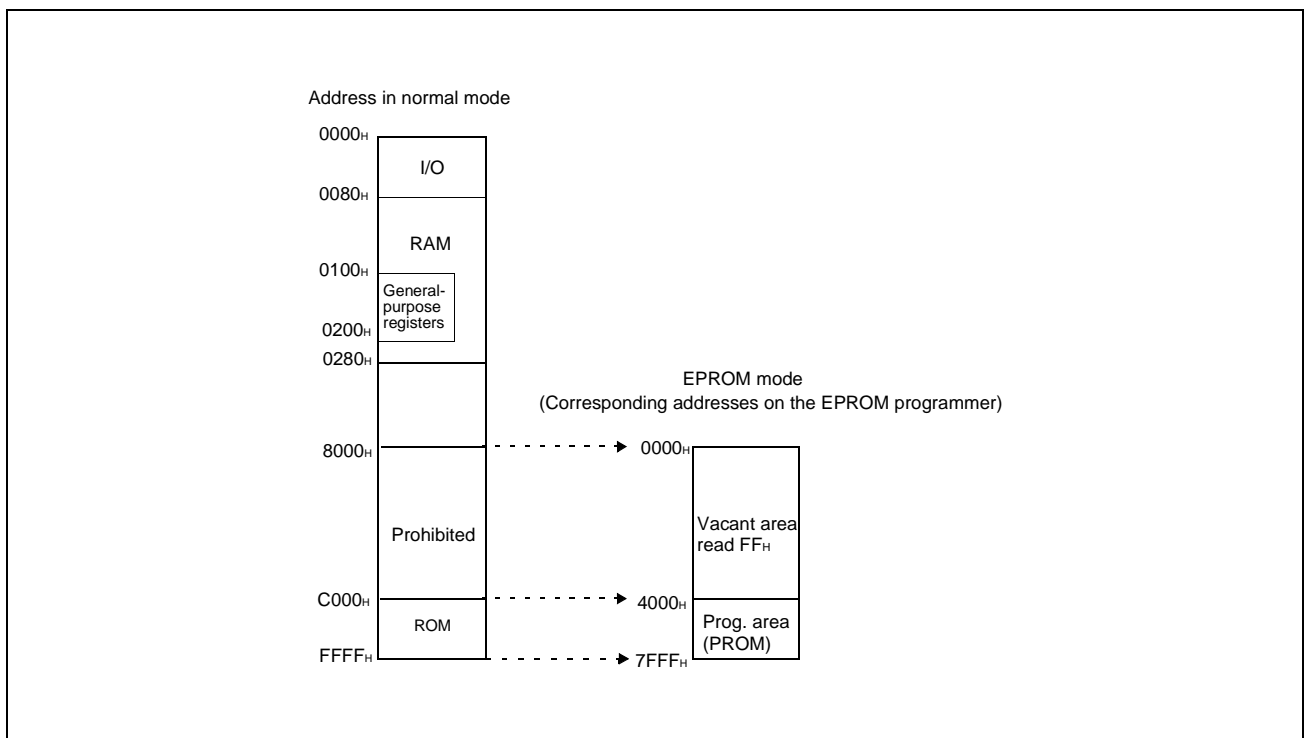 Address in normal mode
0000H
I/O
0080H
RAM
0100H
General-
purpose
registers
0200H
0280H
EPROM mode
(Corresponding addresses on the EPROM programmer)
8000H
0000H
Prohibited
Vacant area
read FFH
C000H
4000H
ROM
Prog. area
(PROM)
FFFFH
7FFFH